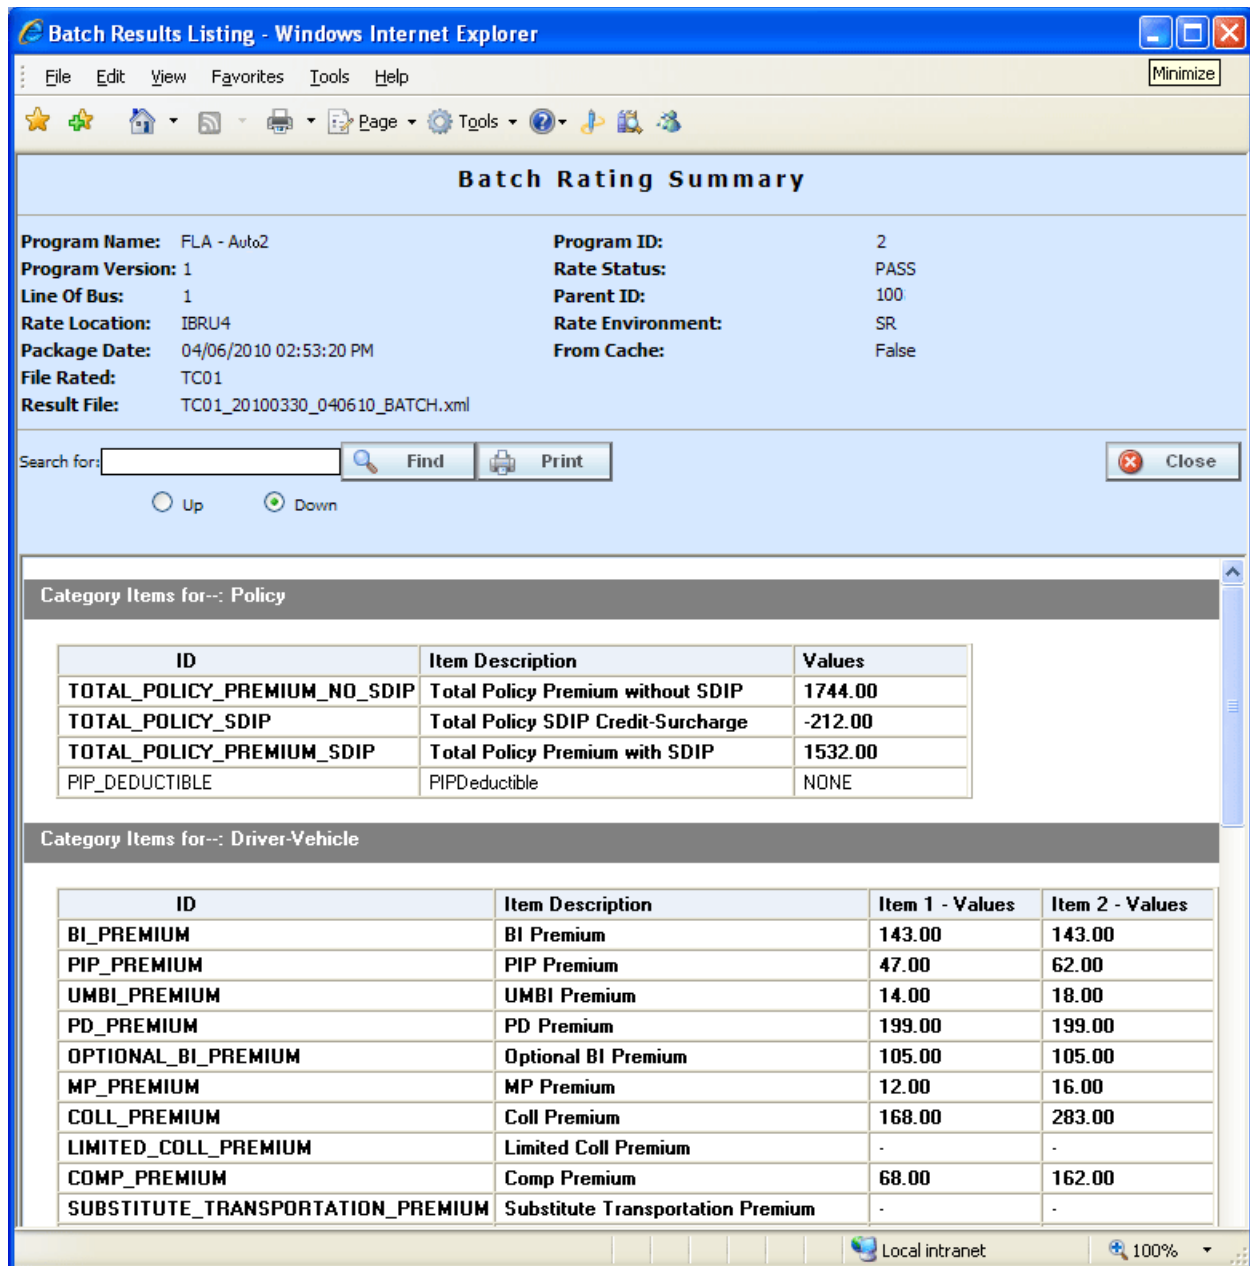 Batch Results Listing - Windows Internet Explorer
File Edit View Favorites Tools Help
Minimize
Page Tools
Batch Rating Summary
Program Name: FLA - Auto2 Program ID: 2
Program Version: 1 Rate Status: PASS
Line Of Bus: 1 Parent ID: 100
Rate Location: IBRU4 Rate Environment: SR
Package Date: 04/06/2010 02:53:20 PM From Cache: False
File Rated: TC01
Result File: TC01_20100330_040610_BATCH.xml
Search for: Find Print Close
Up Down
Category Items for--: Policy
ID Item Description Values
TOTAL_POLICY_PREMIUM_NO_SDIP Total Policy Premium without SDIP 1744.00
TOTAL_POLICY_SDIP Total Policy SDIP Credit-Surcharge -212.00
TOTAL_POLICY_PREMIUM_SDIP Total Policy Premium with SDIP 1532.00
PIP_DEDUCTIBLE PIPDeductible NONE
Category Items for--: Driver-Vehicle
ID Item Description Item 1 - Values Item 2 - Values
BI_PREMIUM BI Premium 143.00 143.00
PIP_PREMIUM PIP Premium 47.00 62.00
UMBI_PREMIUM UMBI Premium 14.00 18.00
PD_PREMIUM PD Premium 199.00 199.00
OPTIONAL_BI_PREMIUM Optional BI Premium 105.00 105.00
MP_PREMIUM MP Premium 12.00 16.00
COLL_PREMIUM Coll Premium 168.00 283.00
LIMITED_COLL_PREMIUM Limited Coll Premium - -
COMP_PREMIUM Comp Premium 68.00 162.00
SUBSTITUTE_TRANSPORTATION_PREMIUM Substitute Transportation Premium - -
Local intranet 100%